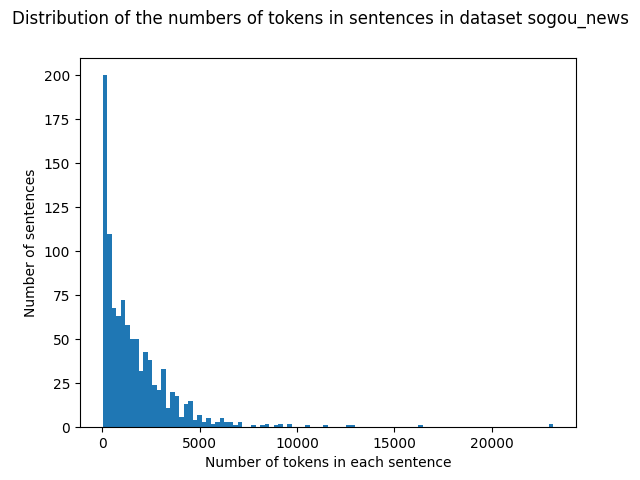 Distribution of the numbers of tokens in sentences in dataset sogou_news
200
175
150
125
100
75
50
25
0
Number of sentences
0 5000 10000 15000 20000
Number of tokens in each sentence